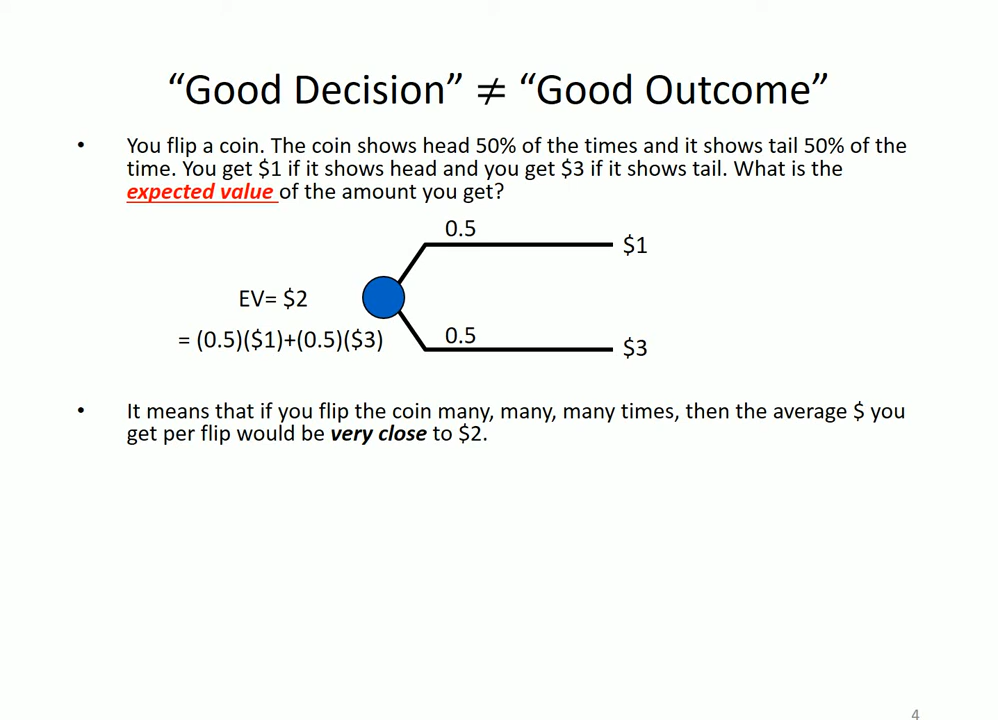 “Good Decision” ≠ “Good Outcome”
• You flip a coin. The coin shows head 50% of the times and it shows tail 50% of the
time. You get $1 if it shows head and you get $3 if it shows tail. What is the
expected value of the amount you get?
0.5
$1
EV= $2
= (0.5)($1)+(0.5)($3)
0.5
$3
• It means that if you flip the coin many, many, many times, then the average $ you
get per flip would be very close to $2.
4